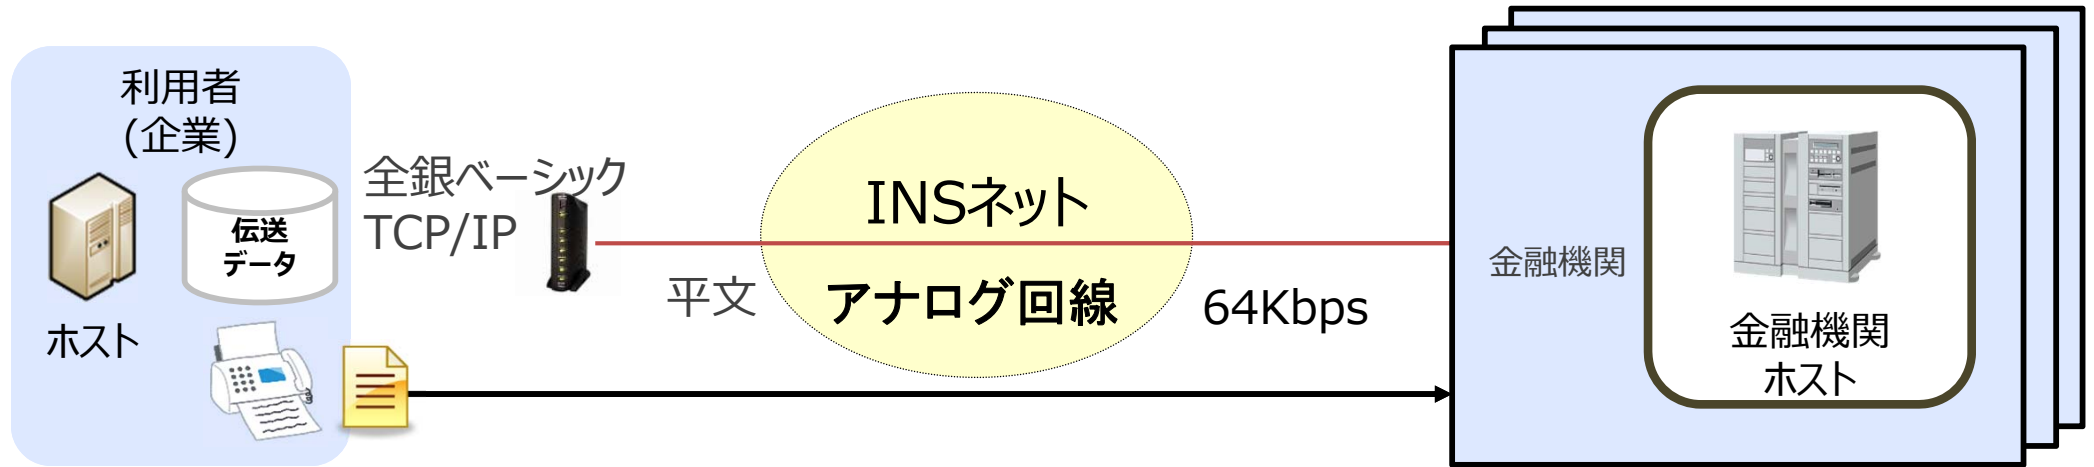 利用者
(企業)
伝送
データ
ホスト
全銀ベーシック
TCP/IP
平文
INSネット
アナログ回線
64Kbps
金融機関
金融機関
ホスト